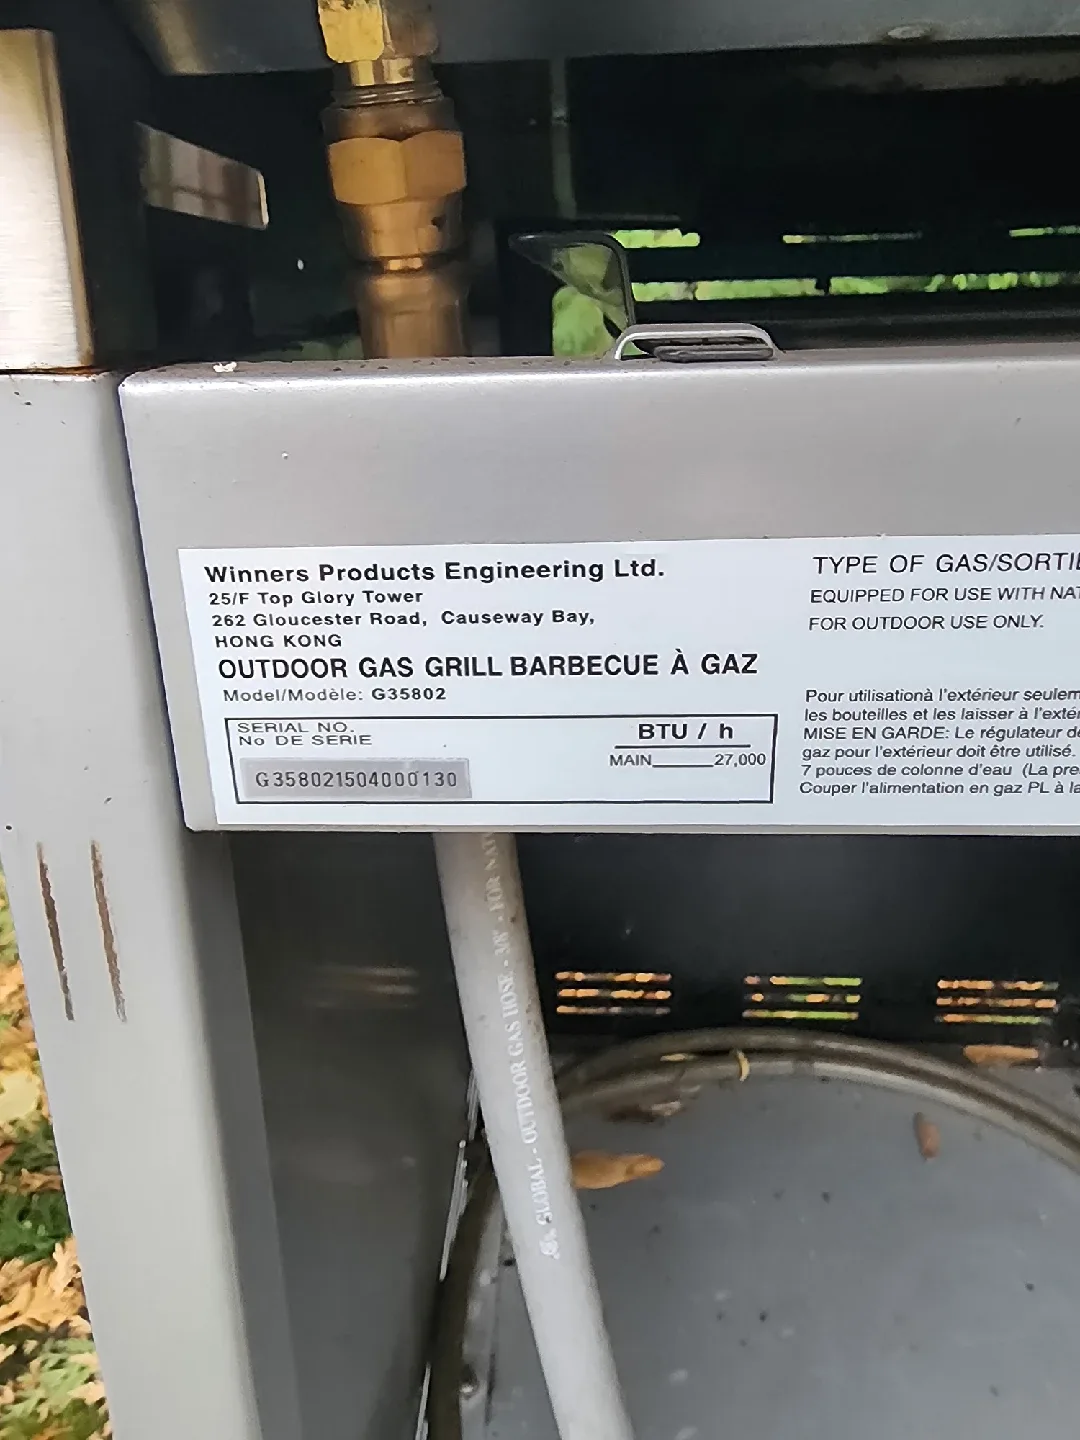 Winners Products Engineering Ltd.
25/F Top Glory Tower
262 Gloucester Road, Causeway Bay,
HONG KONG
OUTDOOR GAS GRILL BARBECUE À GAZ
Model/Modèle: G35802
SERIAL NO.
No DE SERIE
G358021504000130
BTU / h
MAIN______27,000
TYPE OF GAS/SORTIE
EQUIPPED FOR USE WITH NAT
FOR OUTDOOR USE ONLY.
Pour utilisationà l'extérieur seulem
les bouteilles et les laisser à l'exté
MISE EN GARDE: Le régulateur de
gaz pour l'extérieur doit être utilisé.
7 pouces de colonne d'eau (La pre
Couper l'alimentation en gaz PL à la
GLOBAL - OUTDOOR GAS HOSE - 3/8" - FOR NAT